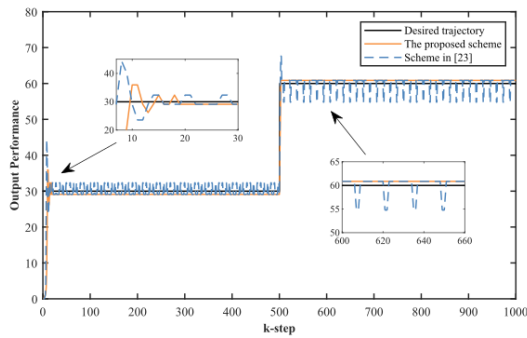 80
70
60
50
40
30
20
10
0
Output Performance
Desired trajectory
The proposed scheme
Scheme in [23]
40
30
20
10 20 30
60
55
50
600 620 640 660
0 100 200 300 400 500 600 700 800 900 1000
k-step